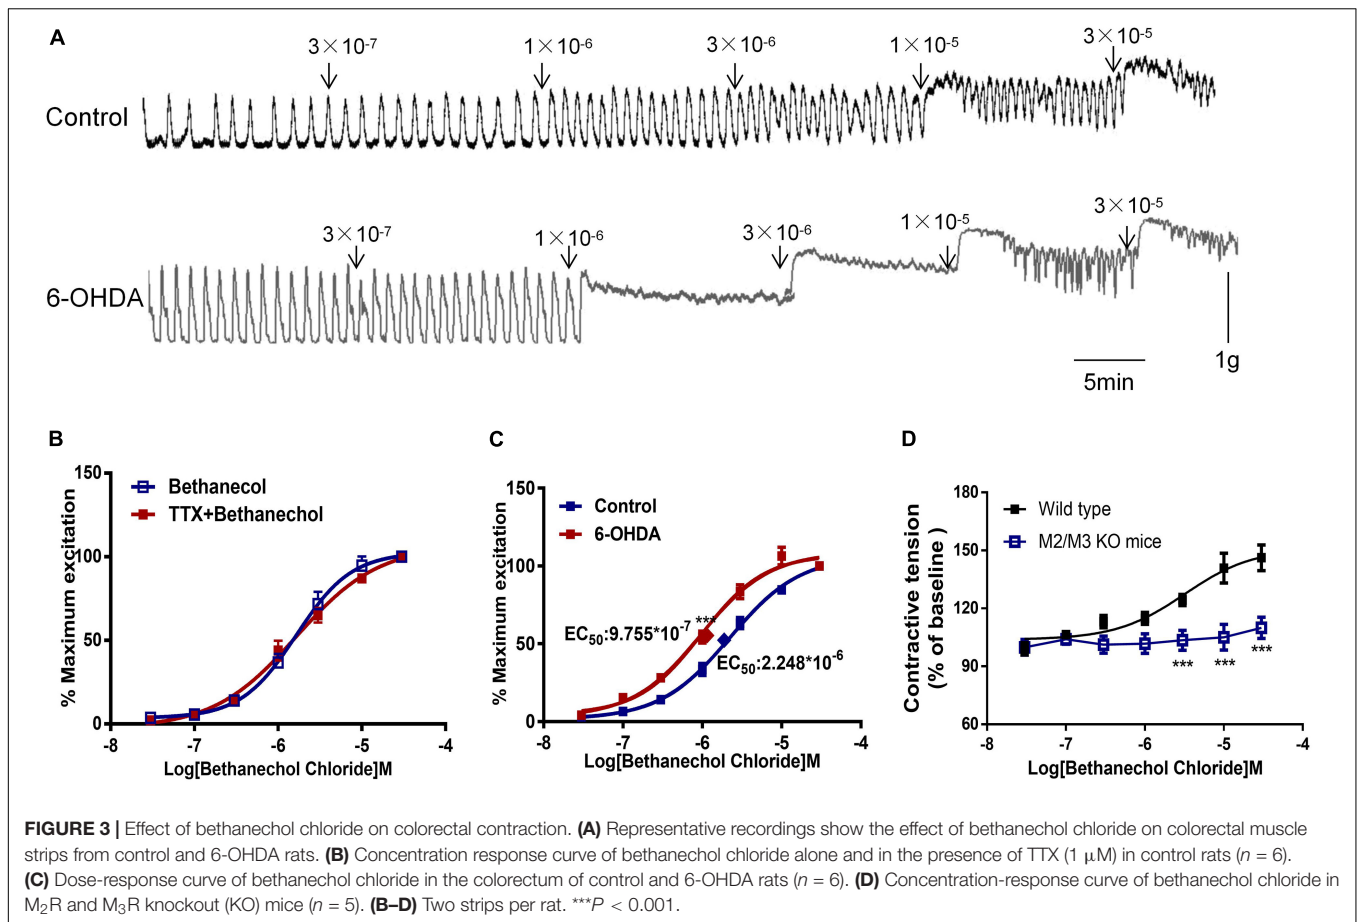 A
3×10-7
1×10-6
3×10-6
1×10-5
3×10-5
Control
3×10-7
1×10-6
3×10-6
1×10-5
3×10-5
6-OHDA
1g
5min
B
% Maximum excitation
150
100
50
0
Bethanecol
TTX+Bethanechol
-8 -7 -6 -5 -4
Log[Bethanechol Chloride]M
C
% Maximum excitation
150
100
50
0
Control
6-OHDA
***
EC50:9.755*10-7
EC50:2.248*10-6
-8 -7 -6 -5 -4
Log[Bethanechol Chloride]M
D
Contractive tension
(% of baseline )
180
150
120
90
60
Wild type
M2/M3 KO mice
*** *** ***
-8 -7 -6 -5 -4
Log[Bethanechol Chloride]M
FIGURE 3 | Effect of bethanechol chloride on colorectal contraction. (A) Representative recordings show the effect of bethanechol chloride on colorectal muscle
strips from control and 6-OHDA rats. (B) Concentration response curve of bethanechol chloride alone and in the presence of TTX (1 μM) in control rats (n = 6).
(C) Dose-response curve of bethanechol chloride in the colorectum of control and 6-OHDA rats (n = 6). (D) Concentration-response curve of bethanechol chloride in
M2R and M3R knockout (KO) mice (n = 5). (B–D) Two strips per rat. ***P < 0.001.